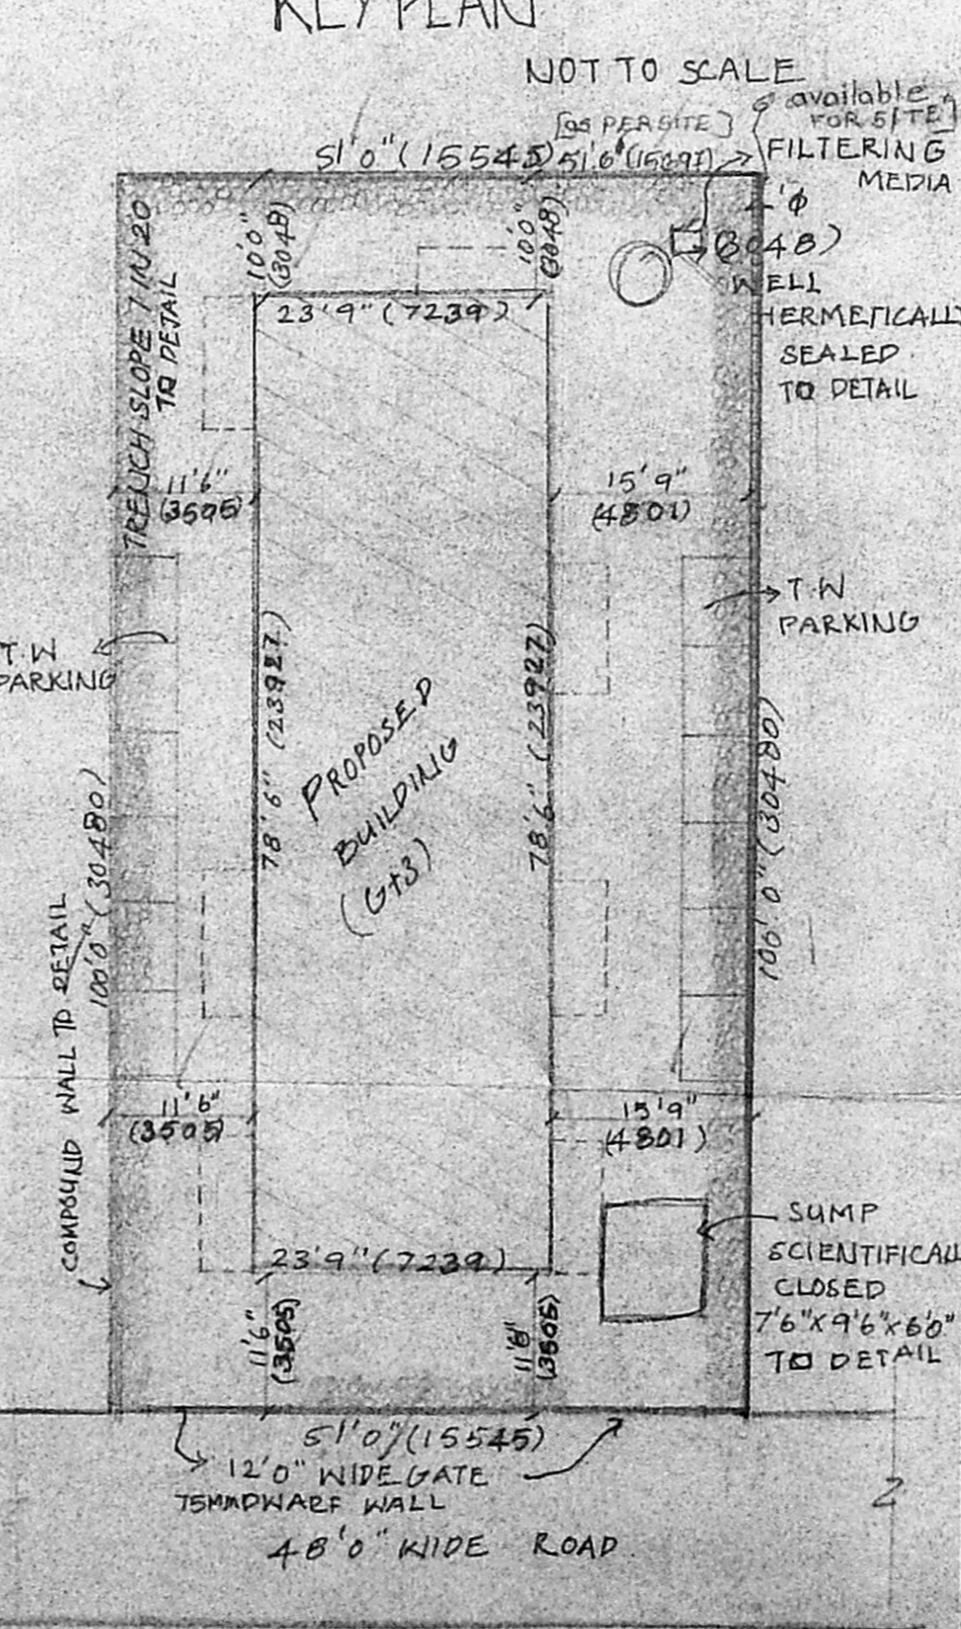 KEY PLAN
NOT TO SCALE
available
FOR SITE]
[as PER SITE]
51'0" (15545) 51'6" (15697)
FILTERING
MEDIA
10'0"
(3048)
10'0"
(3048)
'φ
(3048)
WELL
HERMETICALLY
SEALED
TO DETAIL
23'9" (7239)
TRENCH SLOPE 1 IN 20
TO DETAIL
11'6"
(3505)
15'9"
(4801)
T.W
PARKING
T.W
PARKING
78'6" (23927)
78'6" (23927)
PROPOSED
BUILDING
(G+3)
100'0" (30480)
100'0" (30480)
COMPOUND WALL TO DETAIL
11'6"
(3505)
15'9"
(4801)
SUMP
SCIENTIFICALL
CLOSED
7'6"X9'6"X6'0"
TO DETAIL
23'9" (7239)
11'6"
(3505)
11'6"
(3505)
51'0" (15545)
12'0" WIDE GATE
75MM DWARF WALL
48'0" WIDE ROAD
2